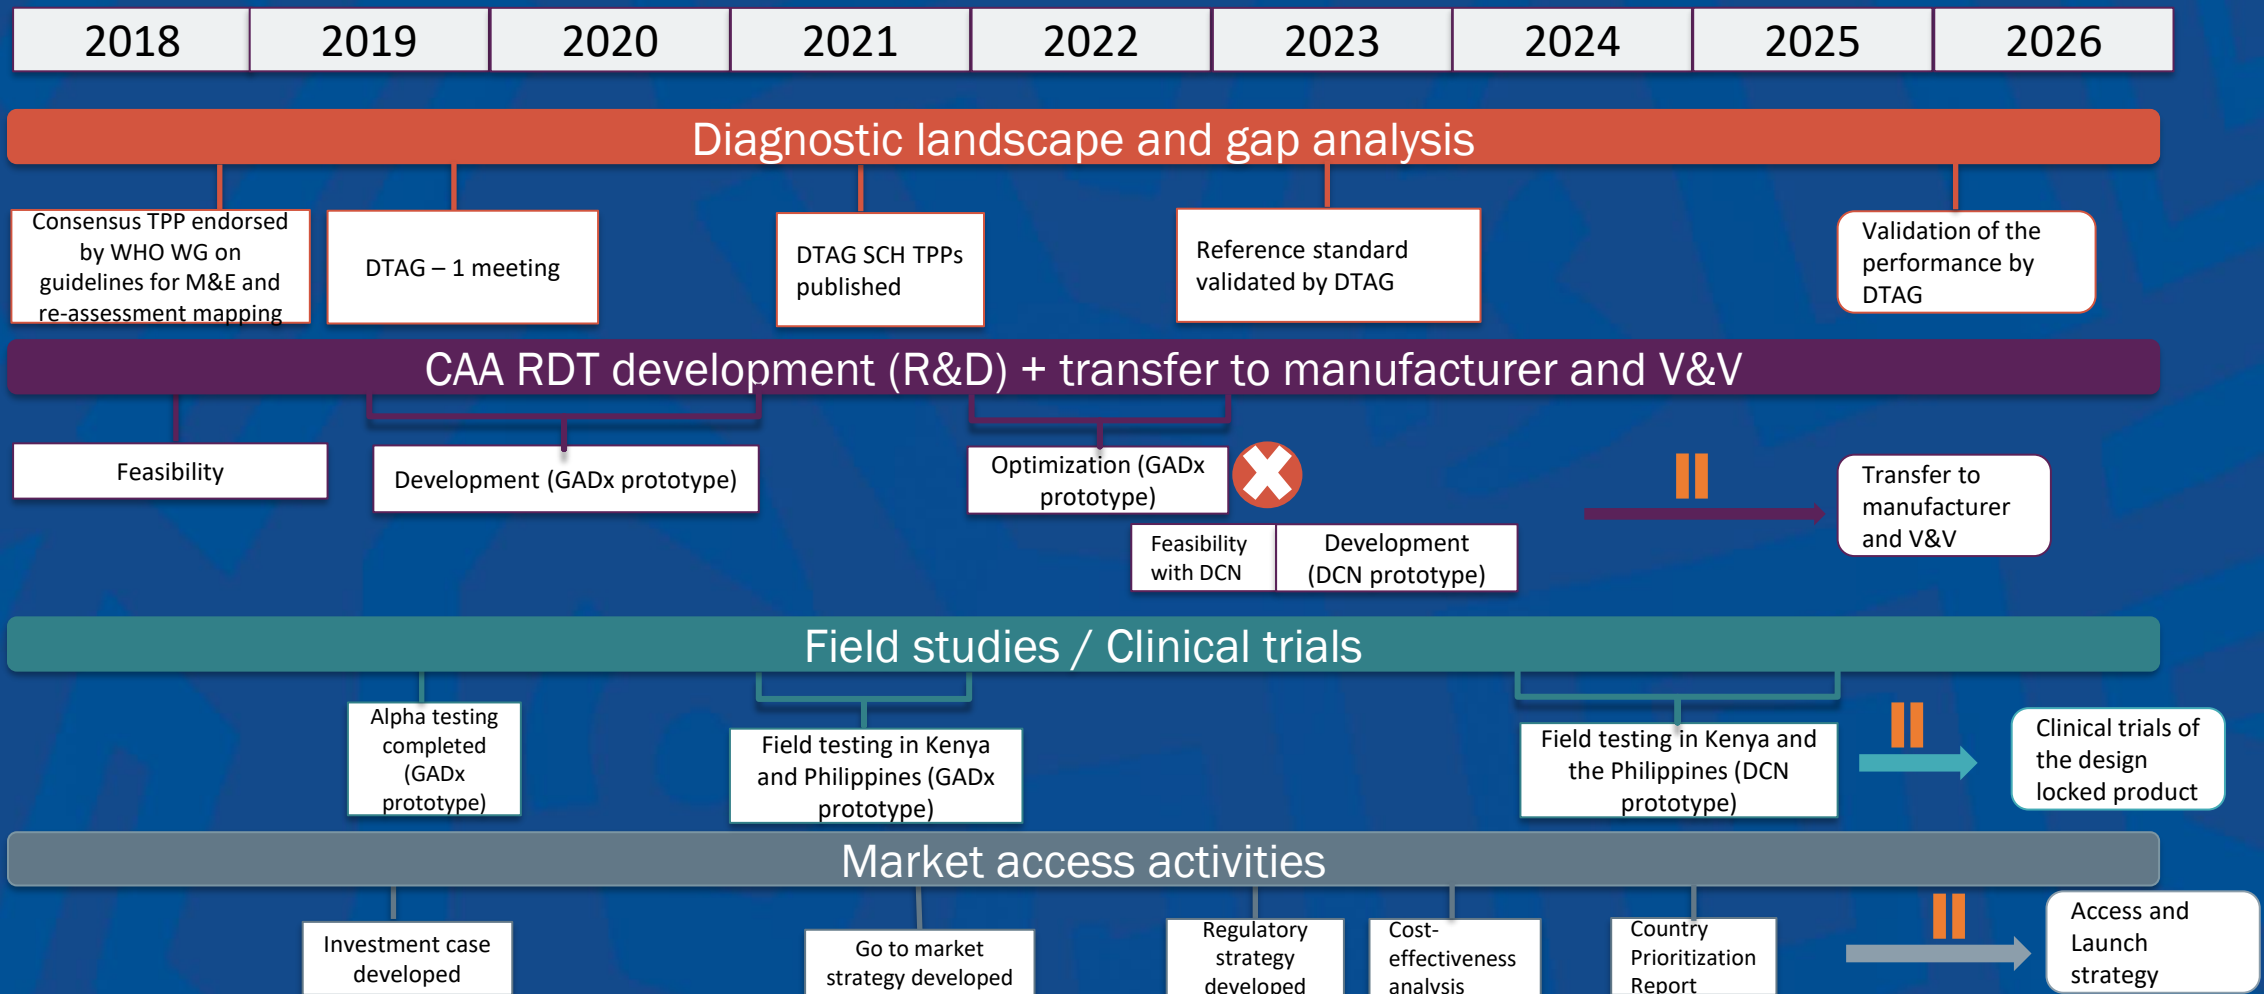 2018 2019 2020 2021 2022 2023 2024 2025 2026
Diagnostic landscape and gap analysis
Consensus TPP endorsed
by WHO WG on
guidelines for M&E and
re-assessment mapping
DTAG – 1 meeting
DTAG SCH TPPs
published
Reference standard
validated by DTAG
Validation of the
performance by
DTAG
CAA RDT development (R&D) + transfer to manufacturer and V&V
Feasibility
Development (GADx prototype)
Optimization (GADx
prototype)
Feasibility
with DCN
Development
(DCN prototype)
Transfer to
manufacturer
and V&V
Field studies / Clinical trials
Alpha testing
completed
(GADx
prototype)
Field testing in Kenya
and Philippines (GADx
prototype)
Field testing in Kenya and
the Philippines (DCN
prototype)
Clinical trials of
the design
locked product
Market access activities
Investment case
developed
Go to market
strategy developed
Regulatory
strategy
developed
Cost-
effectiveness
analysis
Country
Prioritization
Report
Access and
Launch
strategy